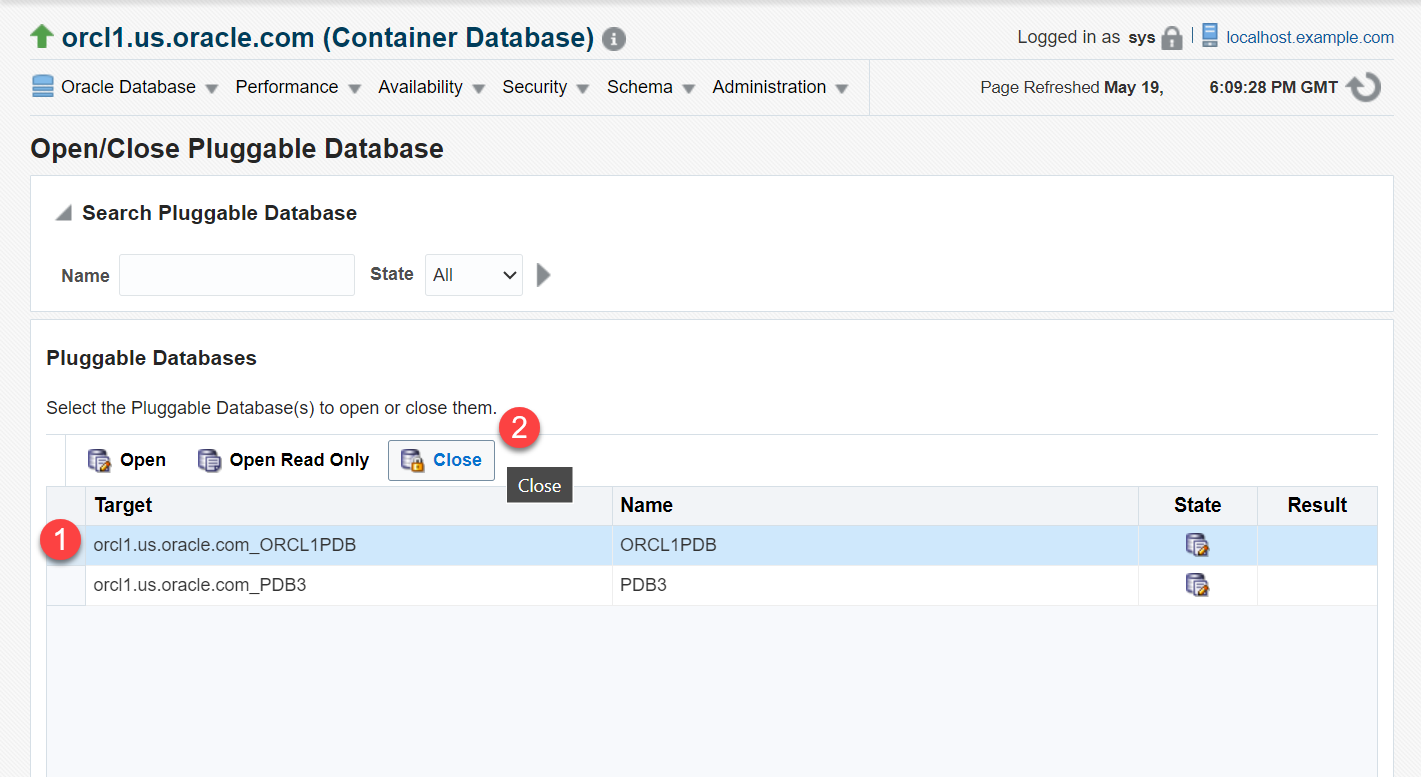 orcl1.us.oracle.com (Container Database) i Logged in as sys localhost.example.com
Oracle Database Performance Availability Security Schema Administration Page Refreshed May 19, 6:09:28 PM GMT
Open/Close Pluggable Database
Search Pluggable Database
Name State All
Pluggable Databases
Select the Pluggable Database(s) to open or close them.
2
Open Open Read Only Close
Close
Target Name State Result
1
orcl1.us.oracle.com_ORCL1PDB ORCL1PDB
orcl1.us.oracle.com_PDB3 PDB3